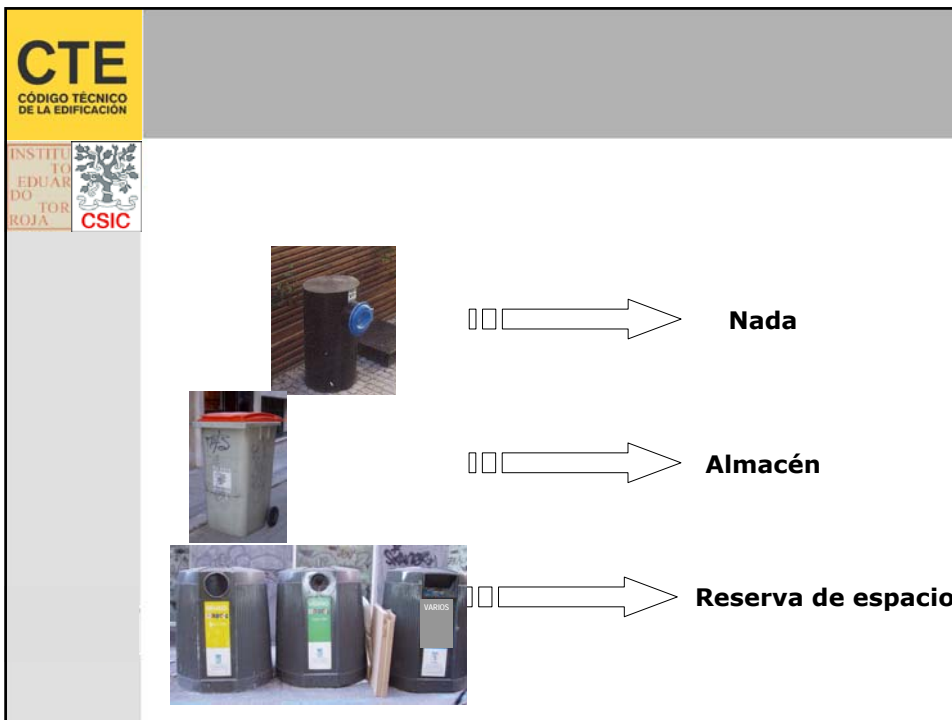 CTE
CÓDIGO TÉCNICO
DE LA EDIFICACIÓN
INSTITU
TO
EDUAR
DO
TOR
ROJA
CSIC
Nada
Almacén
VARIOS
Reserva de espacio